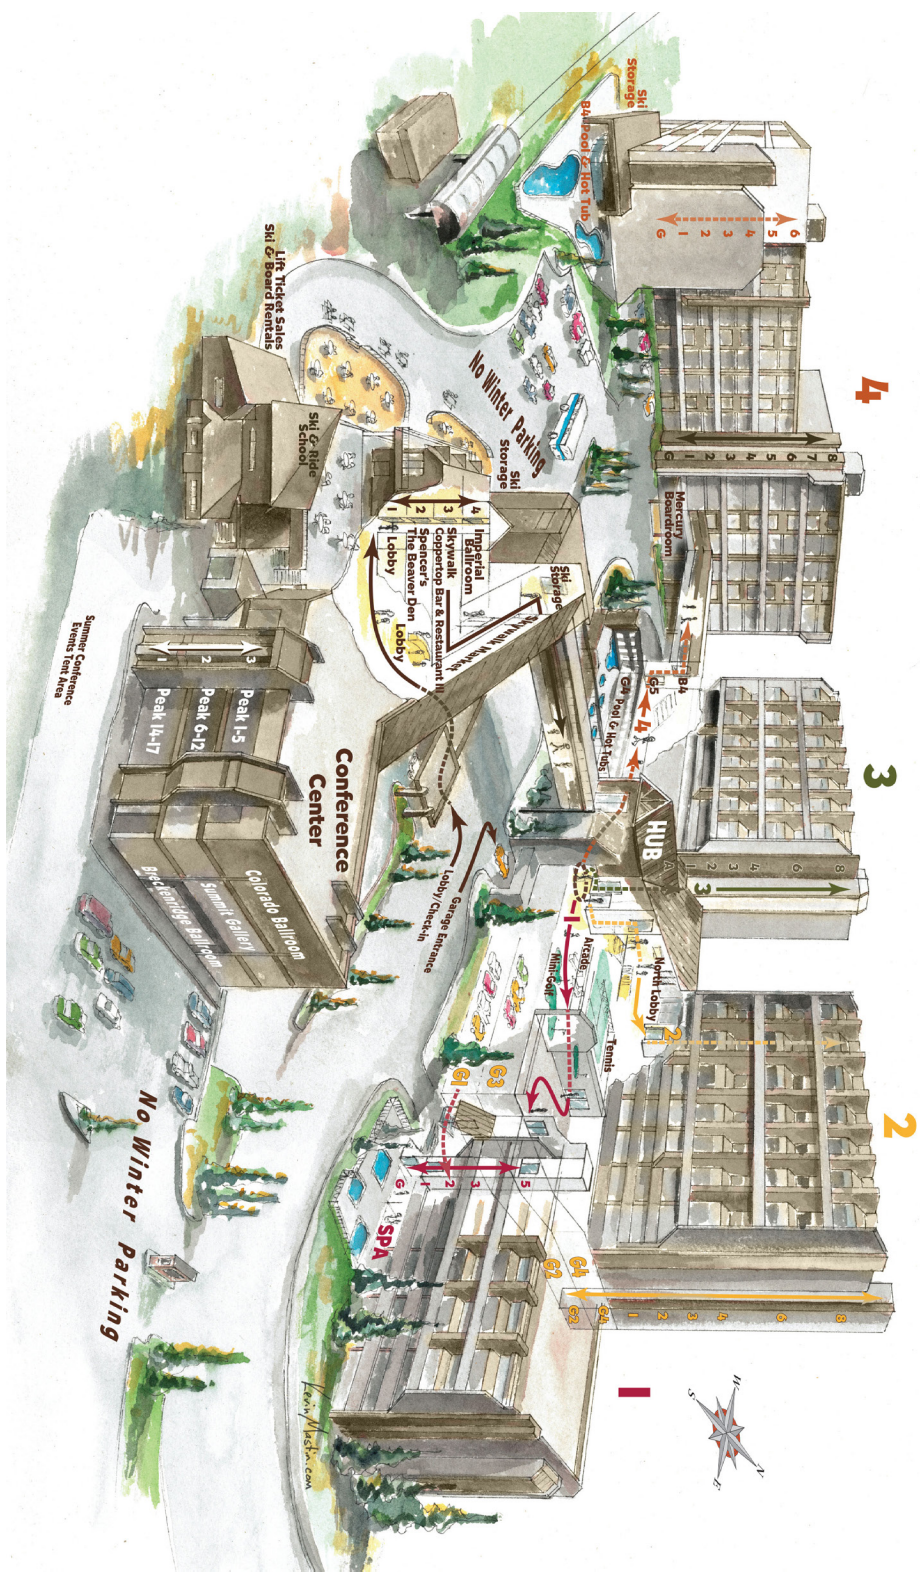 4
3
2
1
W
N
S
E
Ski
Storage
B4 Pool & Hot Tub
6
5
4
3
2
1
G
8
7
6
5
4
3
2
1
G
Mercury
Boardroom
B4
G5
G4 Pool & Hot Tubs
4
HUB
8
6
4
3
2
1
A
3
North Lobby
2
Arcade
Mini Golf
Tennis
1
G3
G1
G4
G2
8
6
4
3
2
1
G4
G2
5
3
2
1
G
SPA
Lift Ticket Sales
Ski & Board Rentals
Ski & Ride
School
No Winter Parking
Ski
Storage
4
3
2
1
Imperial
Ballroom
Skywalk
Coppertop Bar & Restaurant III
Spencer's
The Beaver Den
Lobby
Lobby
Ski
Storage
Skywalk Market
Garage Entrance
Lobby/Check-in
Conference
Center
3
2
1
Peak 1-5
Peak 6-12
Peak 14-17
Colorado Ballroom
Summit Gallery
Breckenridge Ballroom
Summer Conference
Events Tent Area
No Winter Parking
KevinMastin.com